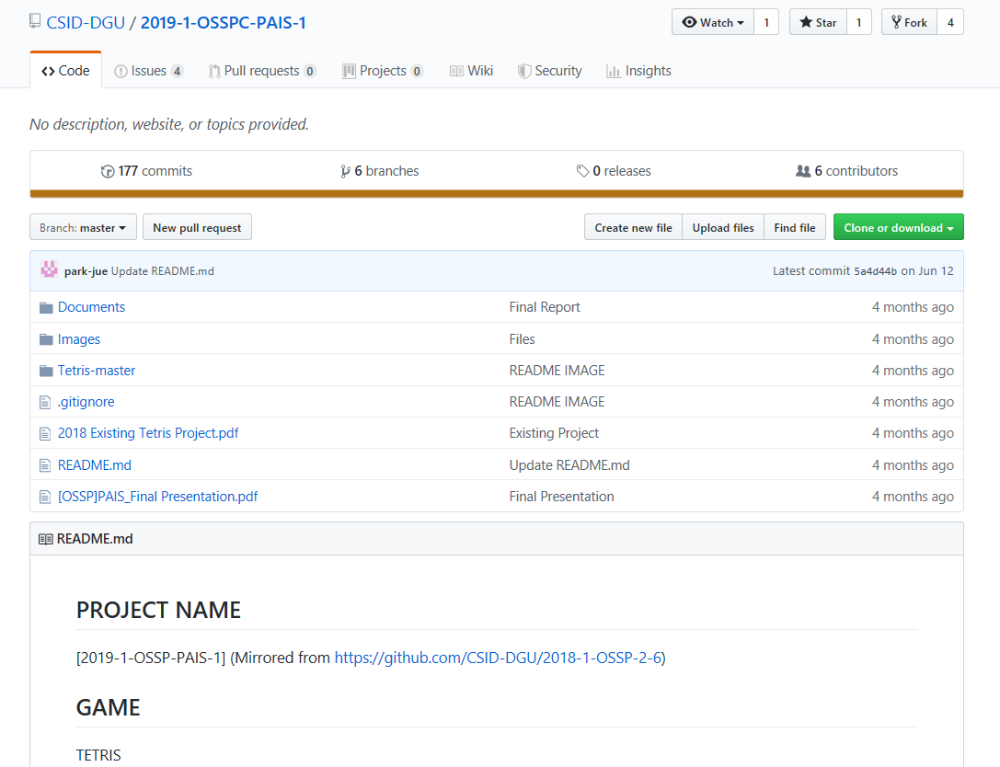 CSID-DGU / 2019-1-OSSPC-PAIS-1
Watch 1 Star 1 Fork 4
Code Issues 4 Pull requests 0 Projects 0 Wiki Security Insights
No description, website, or topics provided.
177 commits 6 branches 0 releases 6 contributors
Branch: master New pull request Create new file Upload files Find file Clone or download
park-jue Update README.md Latest commit 5a4d44b on Jun 12
Documents Final Report 4 months ago
Images Files 4 months ago
Tetris-master README IMAGE 4 months ago
.gitignore README IMAGE 4 months ago
2018 Existing Tetris Project.pdf Existing Project 4 months ago
README.md Update README.md 4 months ago
[OSSP]PAIS_Final Presentation.pdf Final Presentation 4 months ago
README.md
PROJECT NAME
[2019-1-OSSP-PAIS-1] (Mirrored from https://github.com/CSID-DGU/2018-1-OSSP-2-6)
GAME
TETRIS